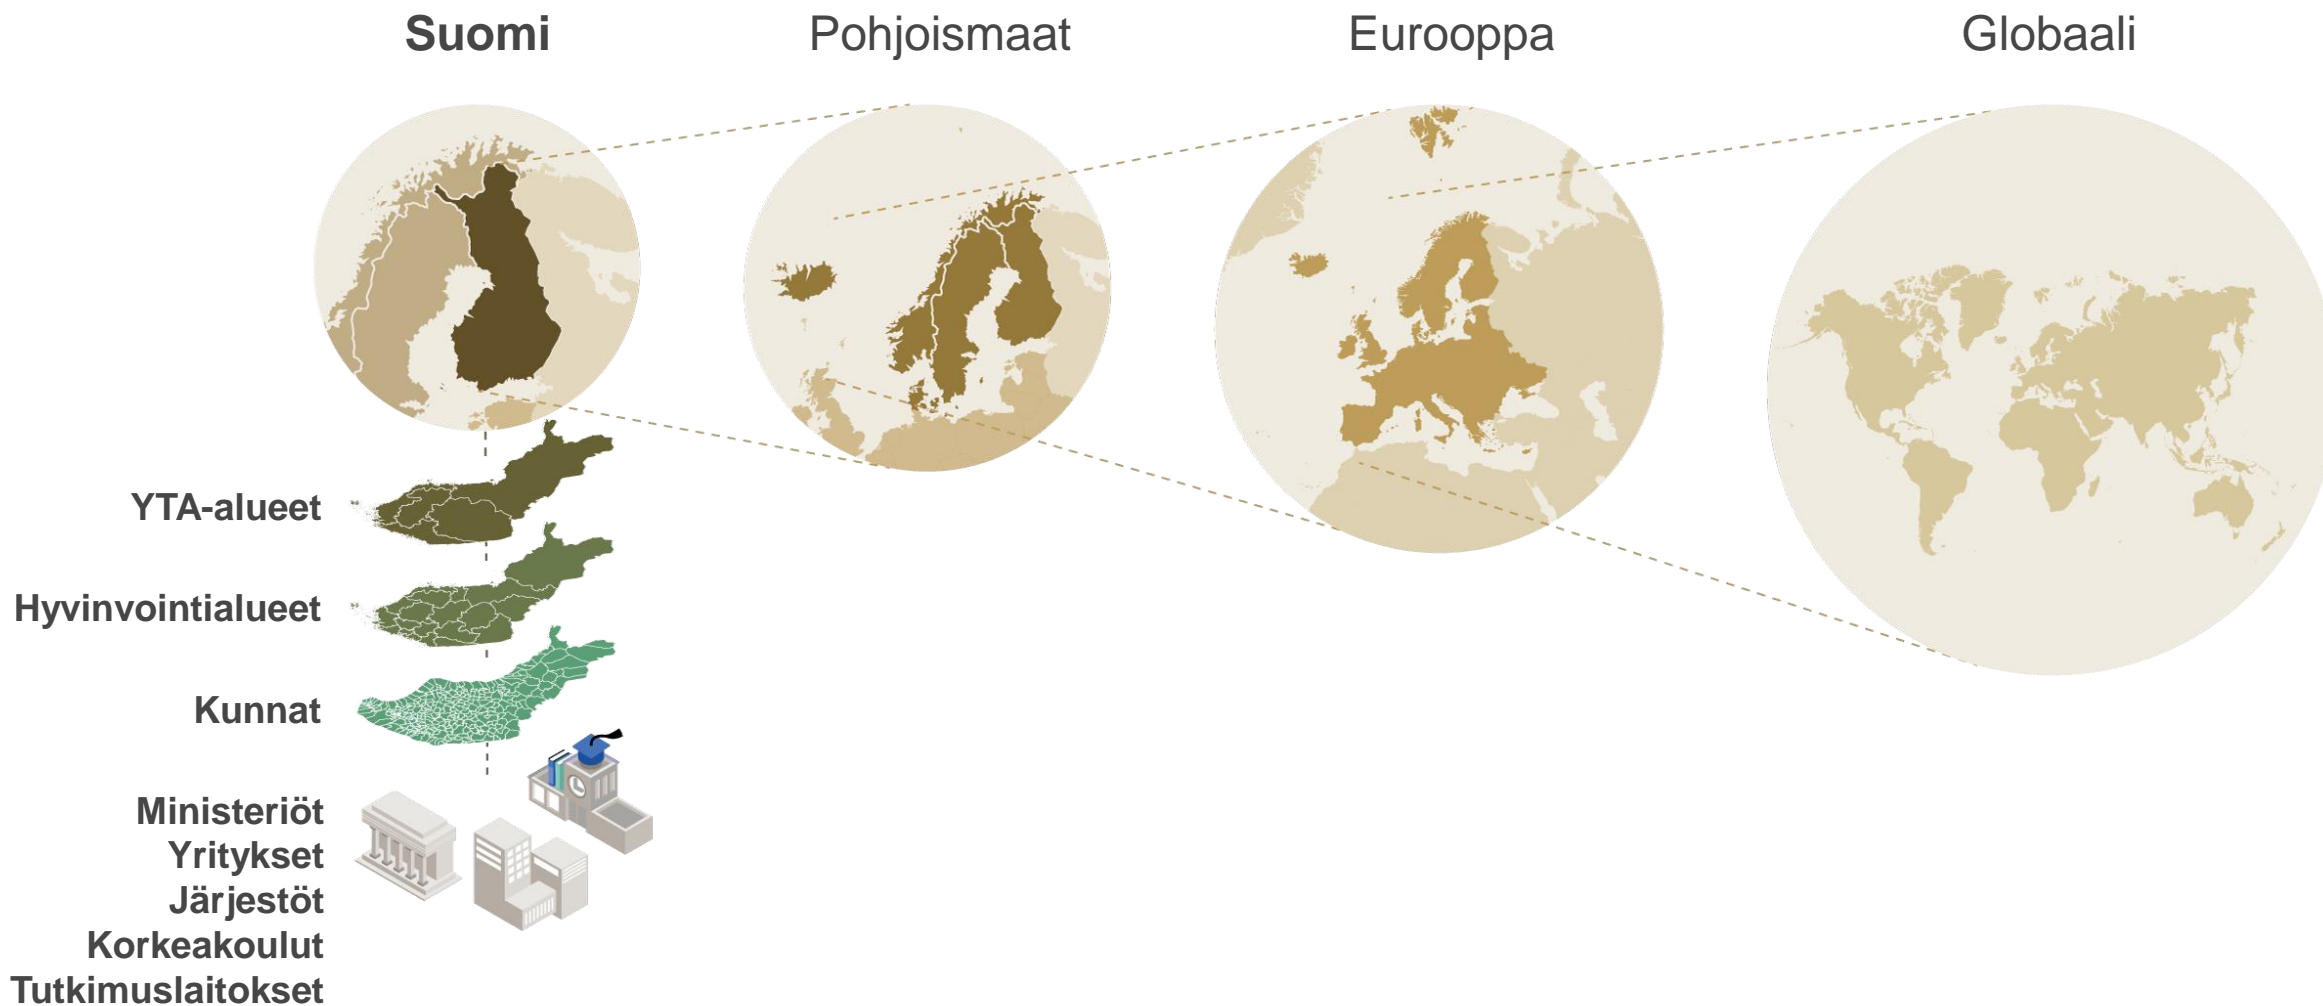 Suomi
Pohjoismaat
Eurooppa
Globaali
YTA-alueet
Hyvinvointialueet
Kunnat
Ministeriöt
Yritykset
Järjestöt
Korkeakoulut
Tutkimuslaitokset